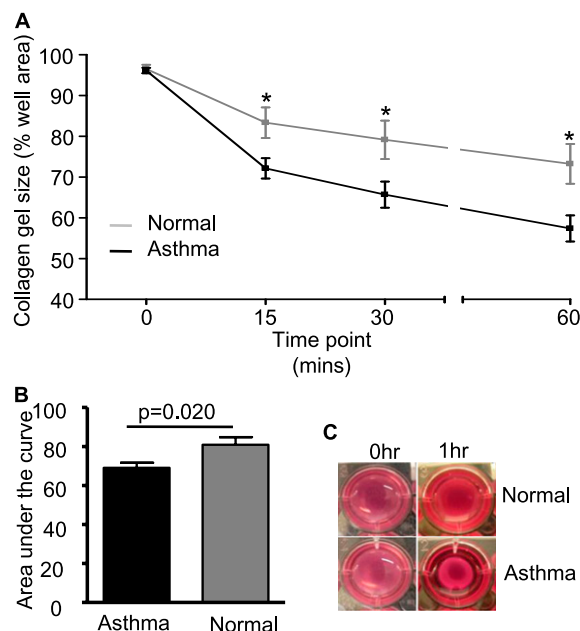 A
Collagen gel size (% well area)
100
90
80
70
60
50
40
*
*
*
Normal
Asthma
0
15
30
60
Time point
(mins)
B
Area under the curve
100
80
60
40
20
0
p=0.020
Asthma
Normal
C
0hr
1hr
Normal
Asthma